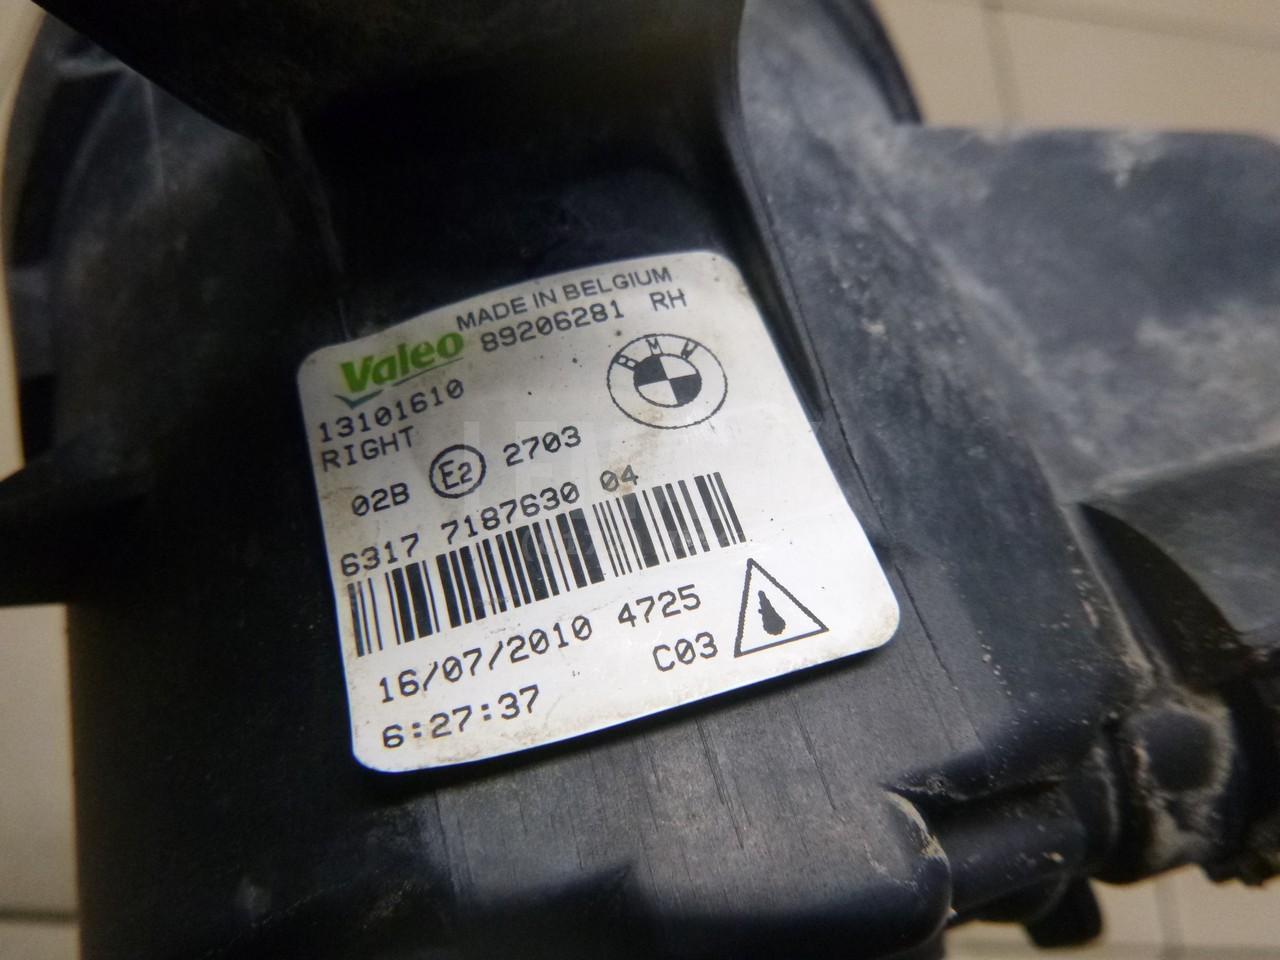 MADE IN BELGIUM
Valeo 89206281 RH
13101610
BMW
RIGHT
02B E2 2703
6317 7187630 04
16/07/2010 4725
6:27:37 C03